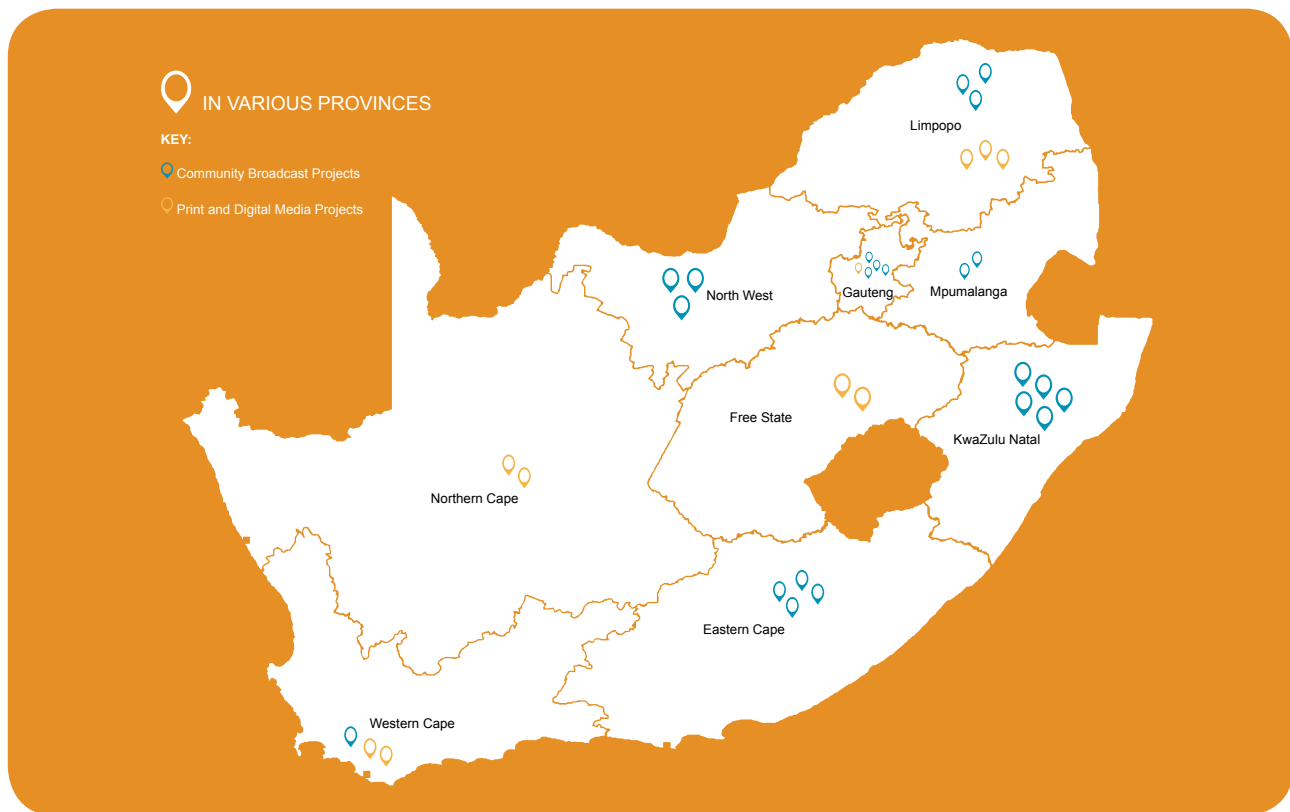 IN VARIOUS PROVINCES
KEY:
Community Broadcast Projects
Print and Digital Media Projects
Limpopo
North West
Gauteng
Mpumalanga
Free State
KwaZulu Natal
Northern Cape
Eastern Cape
Western Cape